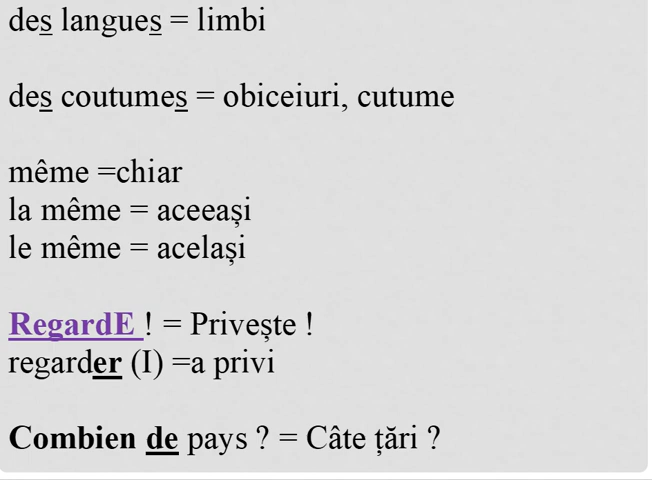 des langues = limbi
des coutumes = obiceiuri, cutume
même =chiar
la même = aceeași
le même = același
RegardE ! = Privește !
regarder (I) =a privi
Combien de pays ? = Câte țări ?